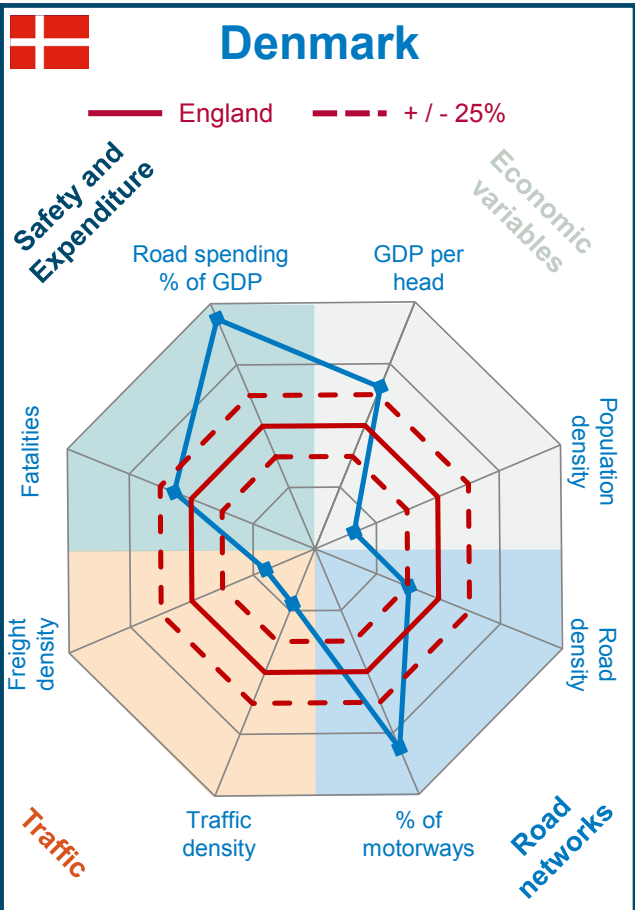 Denmark
England
+ / - 25%
Safety and
Expenditure
Economic
variables
Road spending
% of GDP
GDP per
head
Fatalities
Population
density
Freight
density
Road
density
Traffic
density
% of
motorways
Traffic
Road
networks